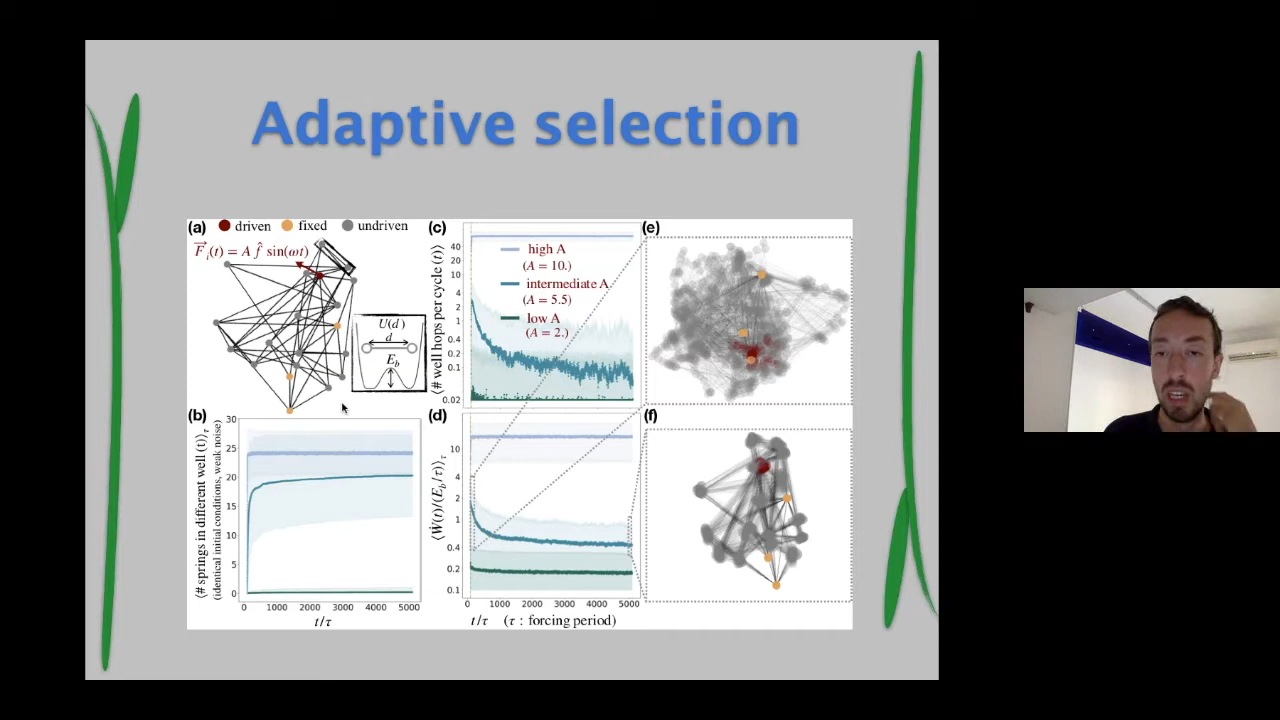 Adaptive selection
(a) driven fixed undriven
F⃗ᵢ(t) = A f̂ sin(ωt)
U(d)
d
E_b
(b)
⟨# springs in different well (t)⟩_τ
(identical initial conditions, weak noise)
30
25
20
15
10
5
0
0 1000 2000 3000 4000 5000
t/τ
(c)
⟨# well hops per cycle (t)⟩
40
20
10
4
2
1
0.4
0.2
0.1
0.02
high A
(A = 10.)
intermediate A
(A = 5.5)
low A
(A = 2.)
(d)
⟨Ẇ(t)/(E_b/τ)⟩_τ
10
4
2
1
0.4
0.2
0.1
0 1000 2000 3000 4000 5000
t/τ (τ : forcing period)
(e)
(f)